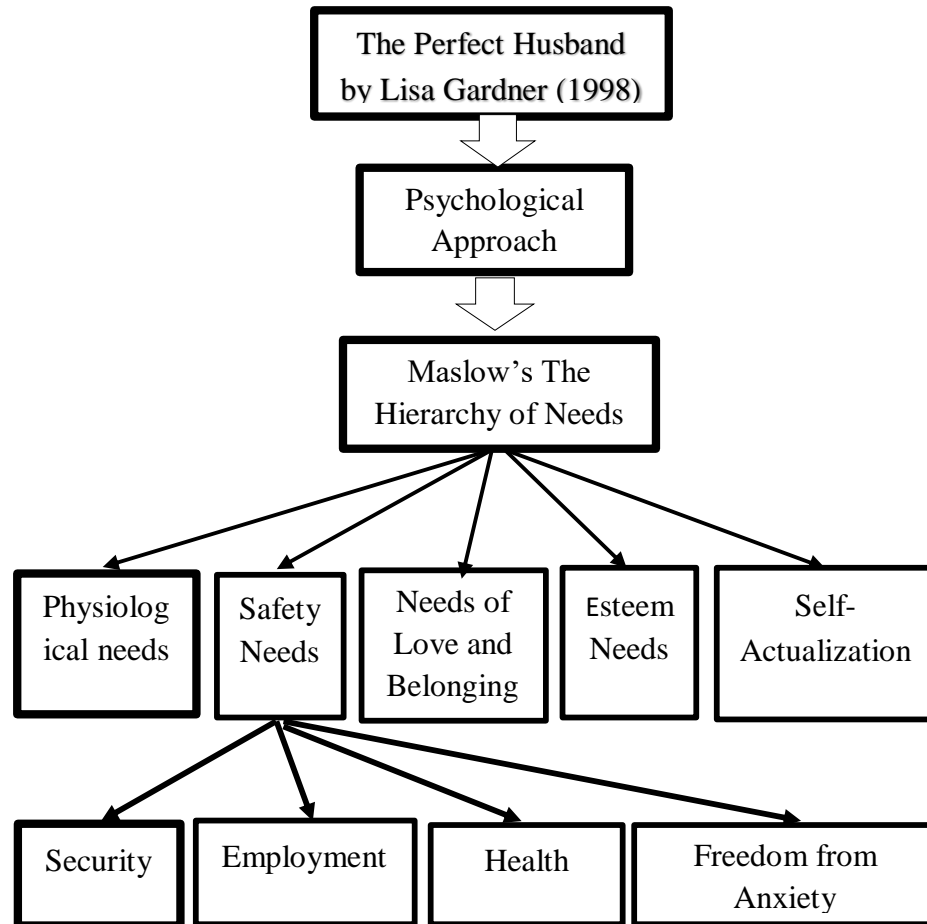 The Perfect Husband
by Lisa Gardner (1998)
Psychological
Approach
Maslow’s The
Hierarchy of Needs
Physiolog
ical needs
Safety
Needs
Needs of
Love and
Belonging
Esteem
Needs
Self-
Actualization
Security
Employment
Health
Freedom from
Anxiety